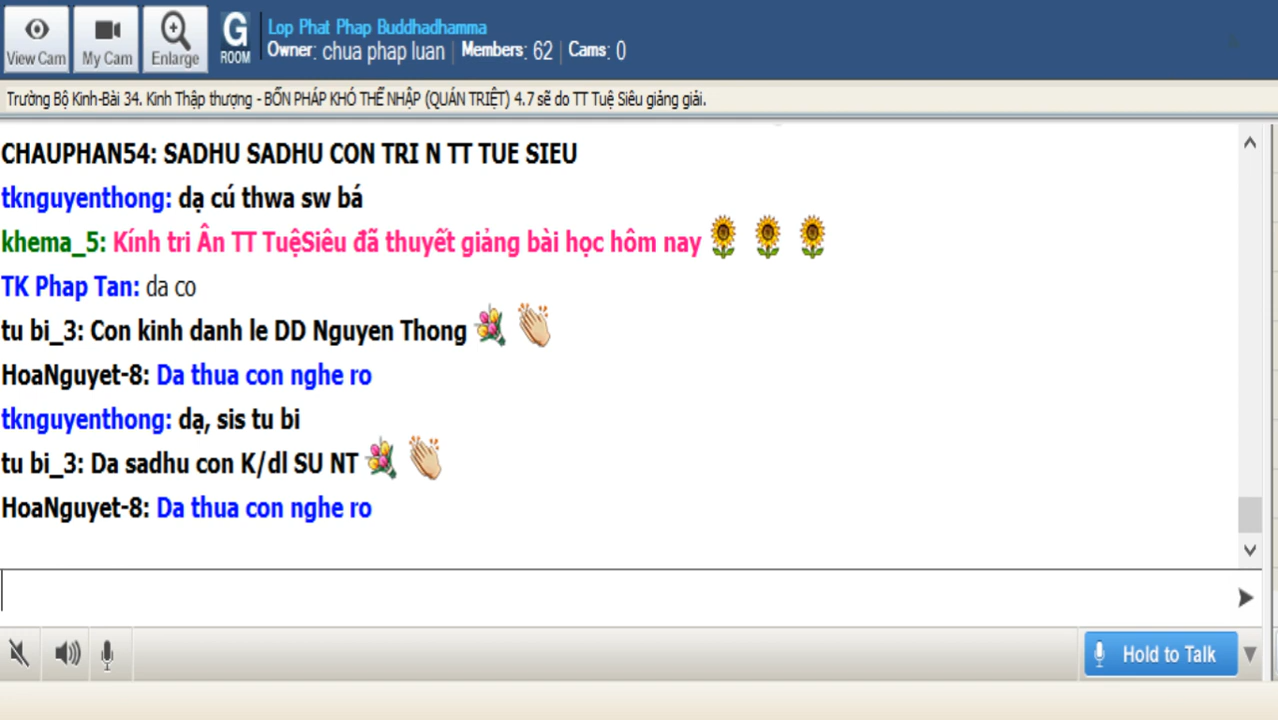 Lop Phat Phap Buddhadhamma
View Cam
My Cam
Enlarge
G ROOM
Owner: chua phap luan | Members: 62 | Cams: 0
Trường Bộ Kinh-Bài 34. Kinh Thập thượng - BỐN PHÁP KHÓ THỂ NHẬP (QUÁN TRIỆT) 4.7 sẽ do TT Tuệ Siêu giảng giải.
CHAUPHAN54: SADHU SADHU CON TRI N TT TUE SIEU
tknguyenthong: dạ cú thwa sw bá
khema_5: Kính tri Ân TT TuệSiêu đã thuyết giảng bài học hôm nay
TK Phap Tan: da co
tu bi_3: Con kinh danh le DD Nguyen Thong
HoaNguyet-8: Da thua con nghe ro
tknguyenthong: dạ, sis tu bi
tu bi_3: Da sadhu con K/dl SU NT
HoaNguyet-8: Da thua con nghe ro
Hold to Talk